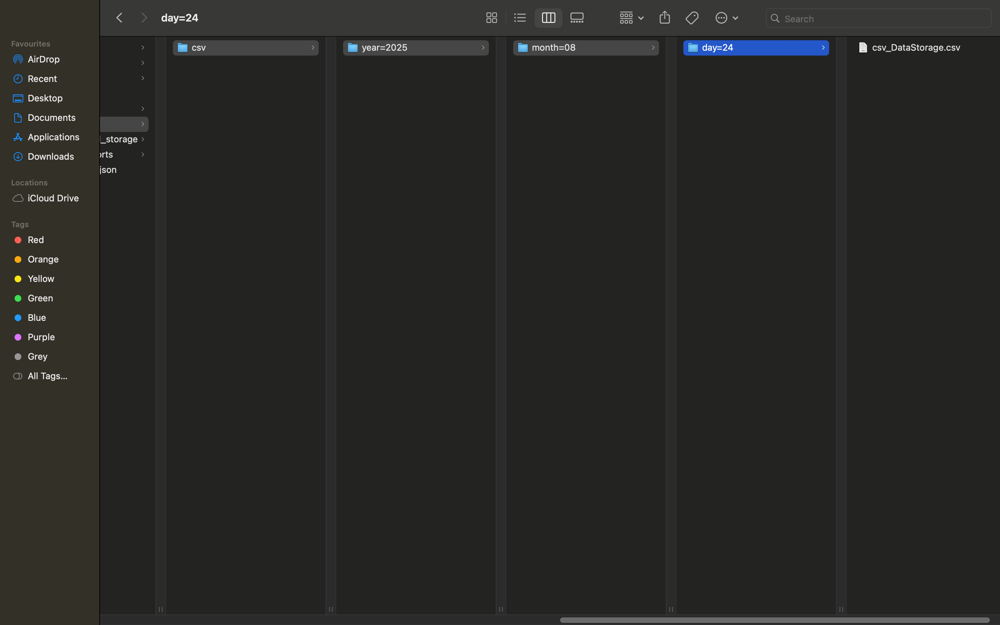 day=24
Search
Favourites
AirDrop
Recent
Desktop
Documents
Applications
Downloads
Locations
iCloud Drive
Tags
Red
Orange
Yellow
Green
Blue
Purple
Grey
All Tags...
_storage
rts
json
csv
year=2025
month=08
day=24
csv_DataStorage.csv